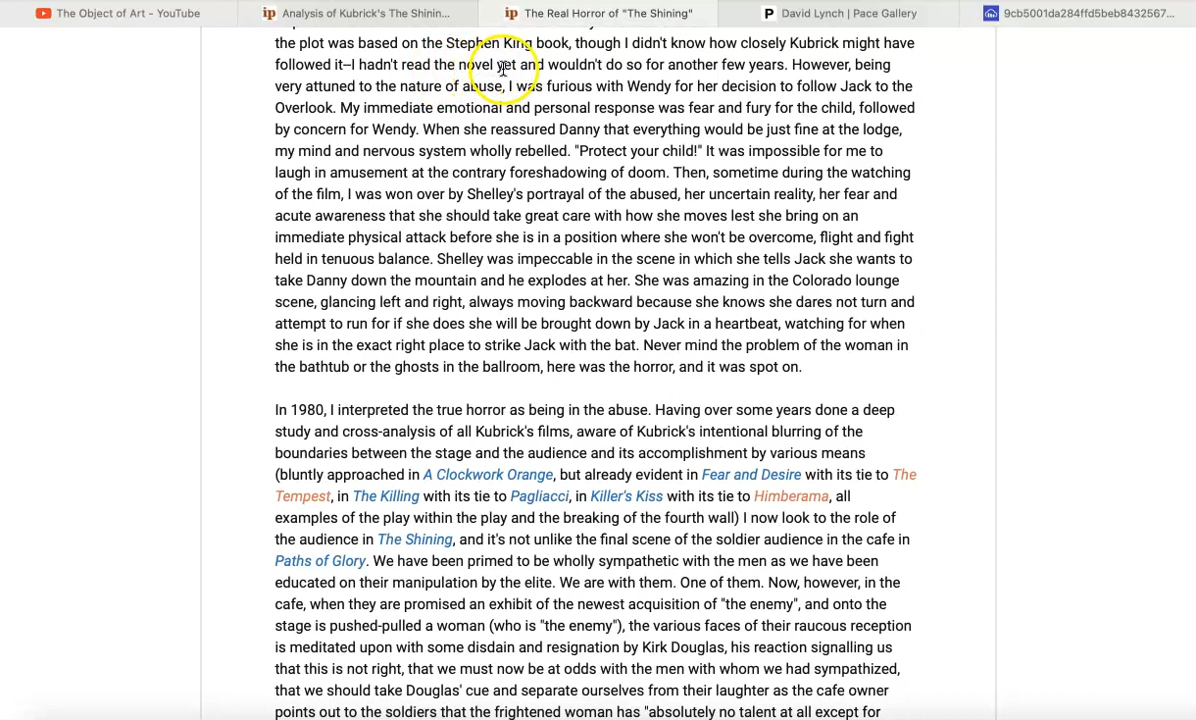 The Object of Art - YouTube
Analysis of Kubrick's The Shinin...
The Real Horror of "The Shining"
David Lynch | Pace Gallery
9cb5001da284ffd5beb8432567...
the plot was based on the Stephen King book, though I didn't know how closely Kubrick might have
followed it--I hadn't read the novel yet and wouldn't do so for another few years. However, being
very attuned to the nature of abuse, I was furious with Wendy for her decision to follow Jack to the
Overlook. My immediate emotional and personal response was fear and fury for the child, followed
by concern for Wendy. When she reassured Danny that everything would be just fine at the lodge,
my mind and nervous system wholly rebelled. "Protect your child!" It was impossible for me to
laugh in amusement at the contrary foreshadowing of doom. Then, sometime during the watching
of the film, I was won over by Shelley's portrayal of the abused, her uncertain reality, her fear and
acute awareness that she should take great care with how she moves lest she bring on an
immediate physical attack before she is in a position where she won't be overcome, flight and fight
held in tenuous balance. Shelley was impeccable in the scene in which she tells Jack she wants to
take Danny down the mountain and he explodes at her. She was amazing in the Colorado lounge
scene, glancing left and right, always moving backward because she knows she dares not turn and
attempt to run for if she does she will be brought down by Jack in a heartbeat, watching for when
she is in the exact right place to strike Jack with the bat. Never mind the problem of the woman in
the bathtub or the ghosts in the ballroom, here was the horror, and it was spot on.
In 1980, I interpreted the true horror as being in the abuse. Having over some years done a deep
study and cross-analysis of all Kubrick's films, aware of Kubrick's intentional blurring of the
boundaries between the stage and the audience and its accomplishment by various means
(bluntly approached in A Clockwork Orange, but already evident in Fear and Desire with its tie to The
Tempest, in The Killing with its tie to Pagliacci, in Killer's Kiss with its tie to Himberama, all
examples of the play within the play and the breaking of the fourth wall) I now look to the role of
the audience in The Shining, and it's not unlike the final scene of the soldier audience in the cafe in
Paths of Glory. We have been primed to be wholly sympathetic with the men as we have been
educated on their manipulation by the elite. We are with them. One of them. Now, however, in the
cafe, when they are promised an exhibit of the newest acquisition of "the enemy", and onto the
stage is pushed-pulled a woman (who is "the enemy"), the various faces of their raucous reception
is meditated upon with some disdain and resignation by Kirk Douglas, his reaction signalling us
that this is not right, that we must now be at odds with the men with whom we had sympathized,
that we should take Douglas' cue and separate ourselves from their laughter as the cafe owner
points out to the soldiers that the frightened woman has "absolutely no talent at all except for